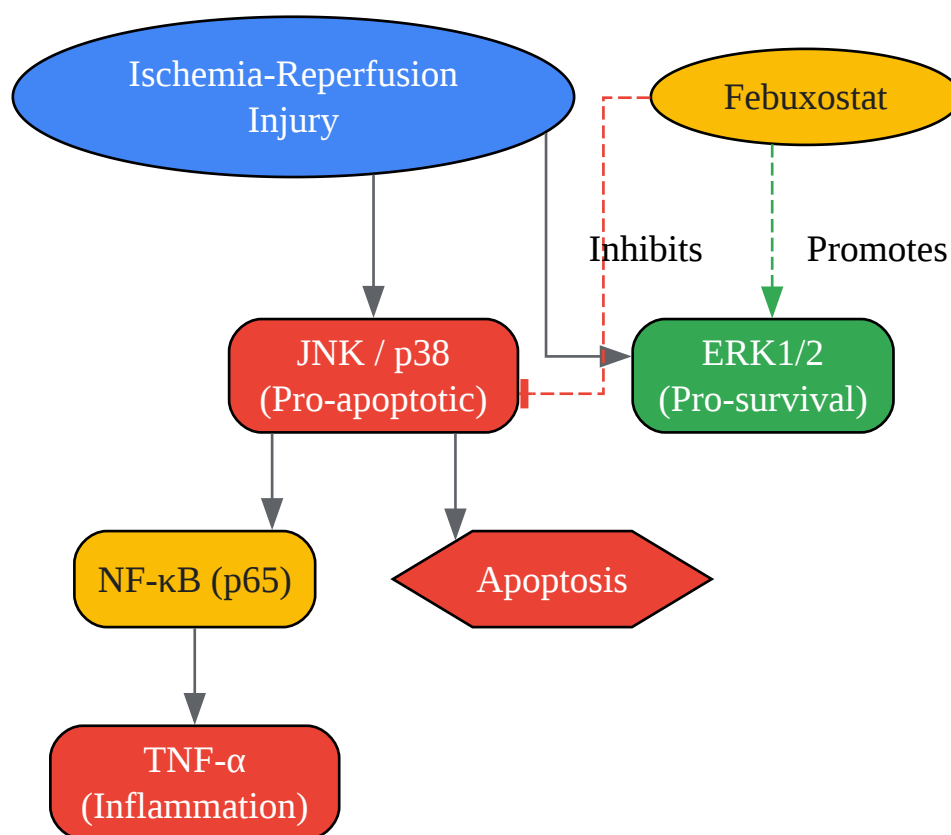 Ischemia-Reperfusion
Injury
Febuxostat
Inhibits
Promotes
JNK / p38
(Pro-apoptotic)
ERK1/2
(Pro-survival)
NF-κB (p65)
Apoptosis
TNF-α
(Inflammation)